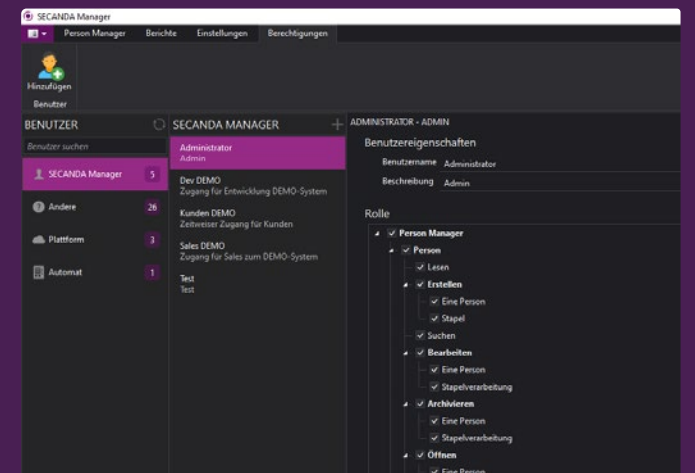 SECANDA Manager
Person Manager Berichte Einstellungen Berechtigungen
Hinzufügen
Benutzer
BENUTZER
Benutzer suchen
SECANDA Manager 5
Andere 26
Plattform 3
Automat 1
SECANDA MANAGER
Administrator
Admin
Dev DEMO
Zugang für Entwicklung DEMO-System
Kunden DEMO
Zeitweiser Zugang für Kunden
Sales DEMO
Zugang für Sales zum DEMO-System
Test
Test
ADMINISTRATOR - ADMIN
Benutzereigenschaften
Benutzername Administrator
Beschreibung Admin
Rolle
Person Manager
Person
Lesen
Erstellen
Eine Person
Stapel
Suchen
Bearbeiten
Eine Person
Stapelverarbeitung
Archivieren
Eine Person
Stapelverarbeitung
Öffnen
Eine Person